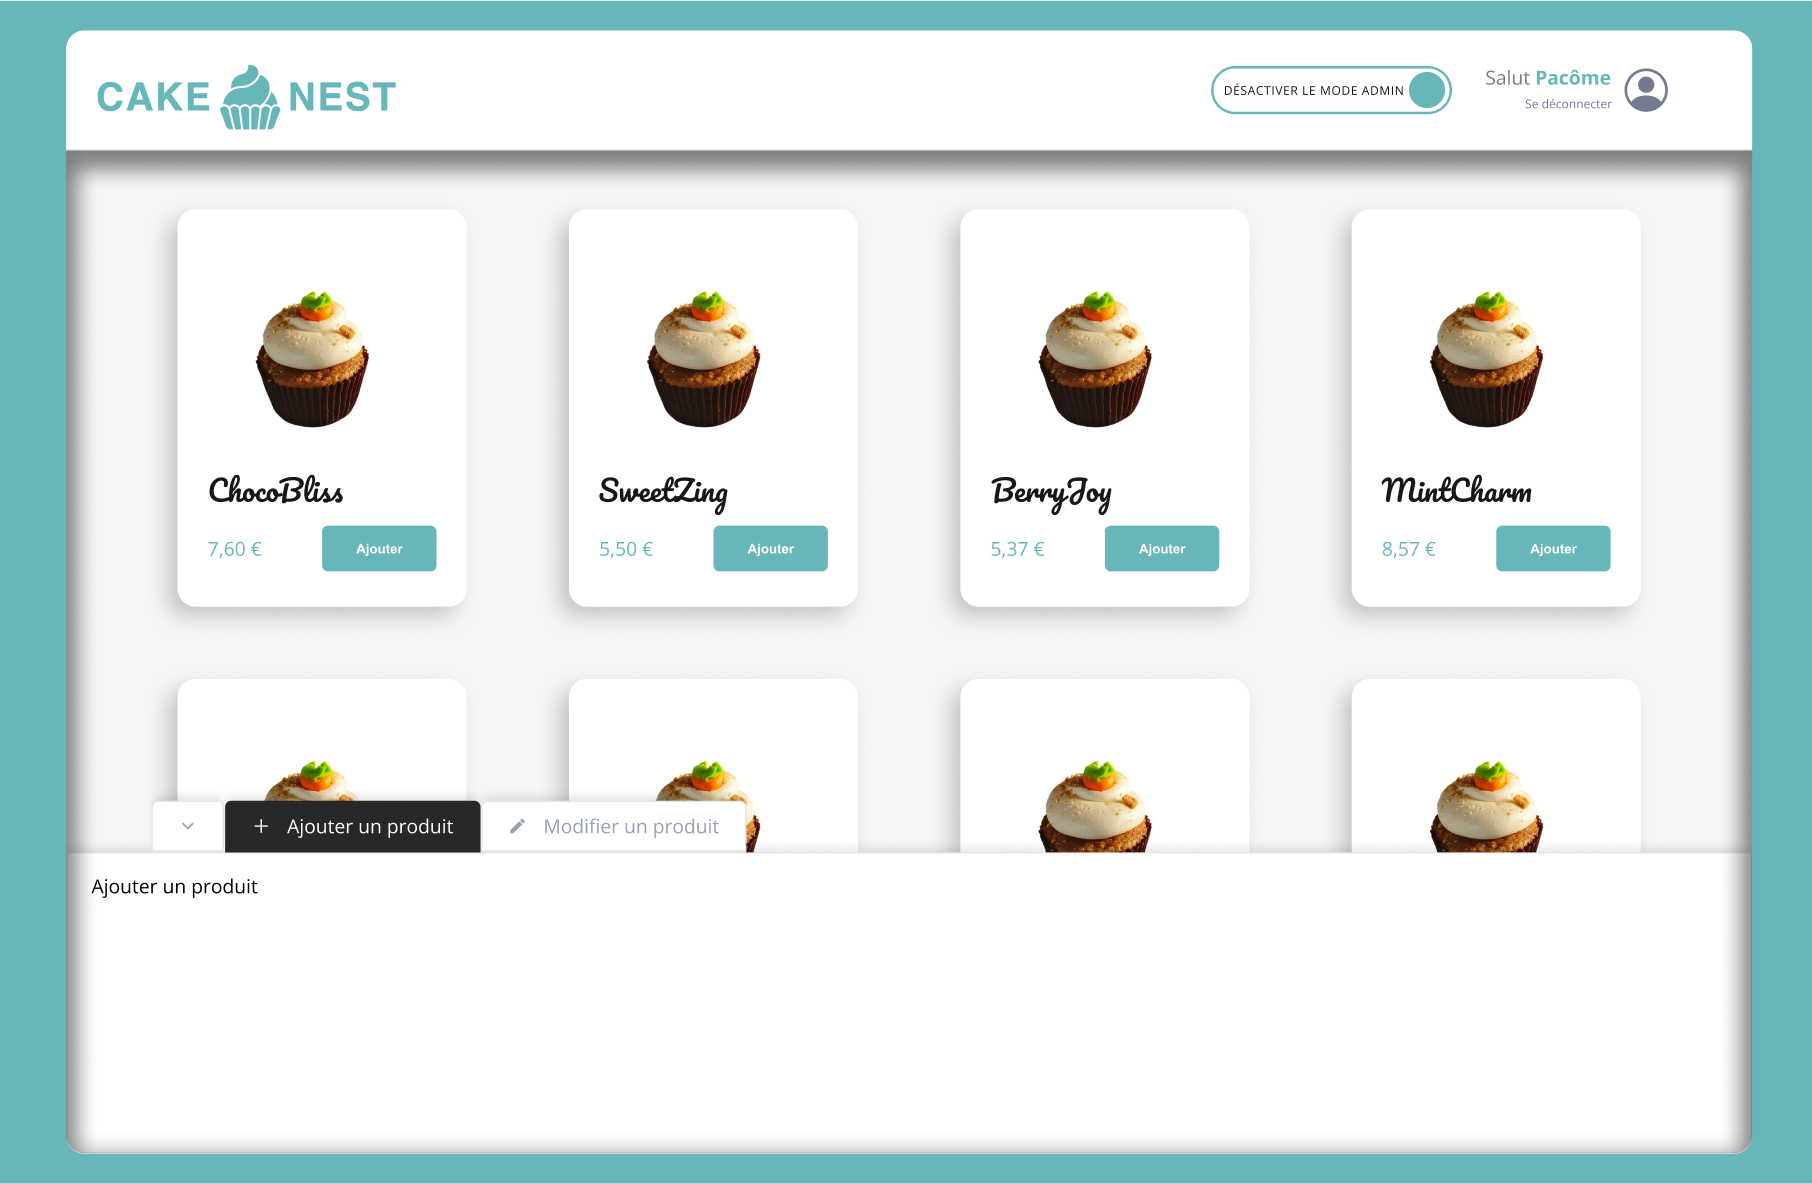 CAKE NEST
DÉSACTIVER LE MODE ADMIN
Salut Pacôme
Se déconnecter
ChocoBliss
7,60 €
Ajouter
SweetZing
5,50 €
Ajouter
BerryJoy
5,37 €
Ajouter
MintCharm
8,57 €
Ajouter
Ajouter un produit
Modifier un produit
Ajouter un produit